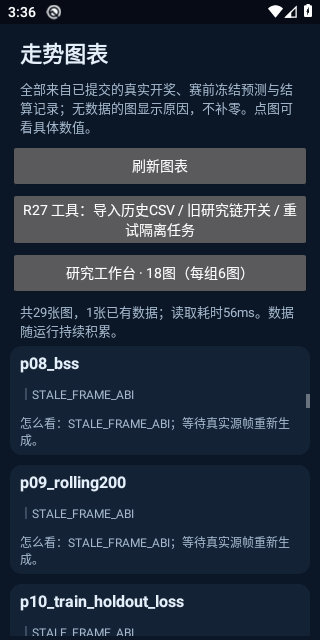 3:36
走势图表
全部来自已提交的真实开奖、赛前冻结预测与结
算记录；无数据的图显示原因，不补零。点图可
看具体数值。
刷新图表
R27 工具：导入历史CSV / 旧研究链开关 / 重
试隔离任务
研究工作台 · 18图（每组6图）
共29张图，1张已有数据；读取耗时56ms。数据
随运行持续积累。
p08_bss
｜STALE_FRAME_ABI
怎么看：STALE_FRAME_ABI；等待真实源帧重新生
成。
p09_rolling200
｜STALE_FRAME_ABI
怎么看：STALE_FRAME_ABI；等待真实源帧重新生
成。
p10_train_holdout_loss
｜STALE_FRAME_ABI